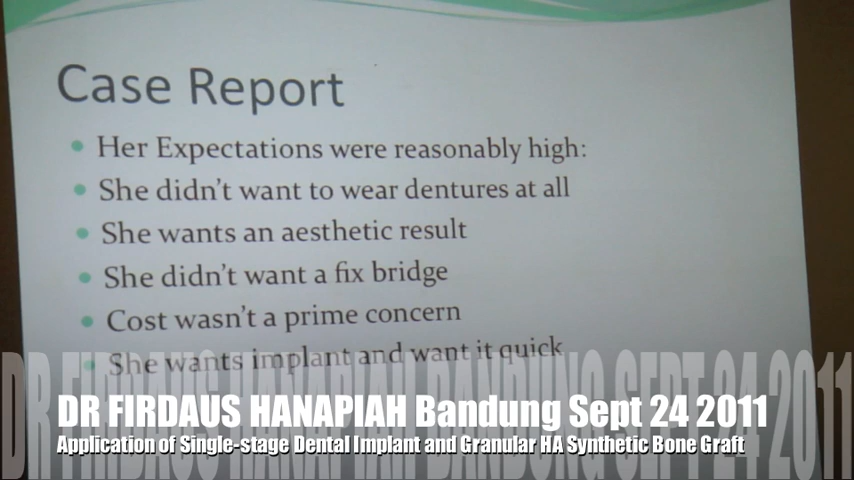 Case Report
• Her Expectations were reasonably high:
• She didn't want to wear dentures at all
• She wants an aesthetic result
• She didn't want a fix bridge
• Cost wasn't a prime concern
• She wants implant and want it quick
DR FIRDAUS HANAPIAH BANDUNG SEPT 24 2011
DR FIRDAUS HANAPIAH Bandung Sept 24 2011
Application of Single-stage Dental Implant and Granular HA Synthetic Bone Graft